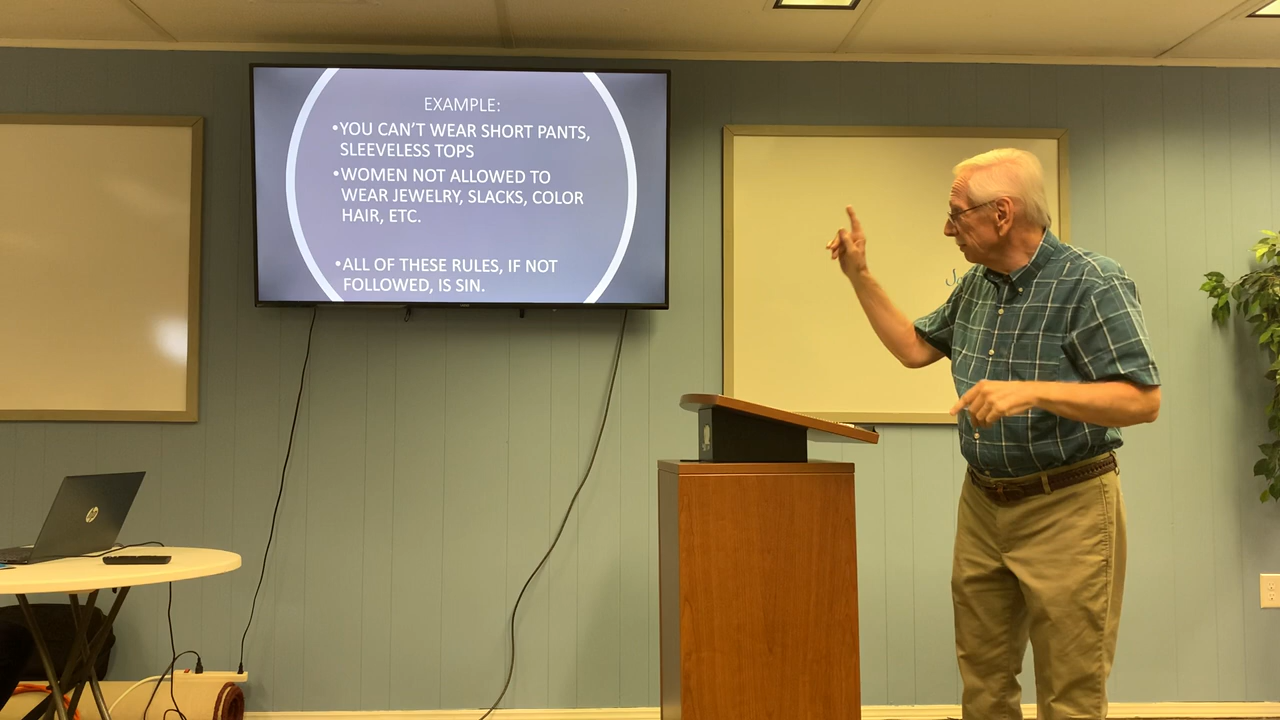 EXAMPLE:
•YOU CAN'T WEAR SHORT PANTS,
SLEEVELESS TOPS
•WOMEN NOT ALLOWED TO
WEAR JEWELRY, SLACKS, COLOR
HAIR, ETC.
•ALL OF THESE RULES, IF NOT
FOLLOWED, IS SIN.
hp